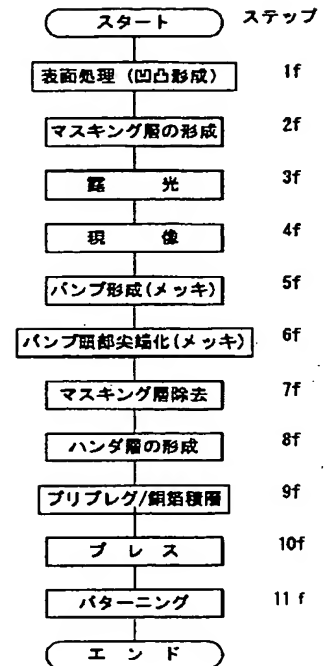 スタート ステップ
表面処理（凹凸形成） 1f
マスキング層の形成 2f
露 光 3f
現 像 4f
バンプ形成(メッキ) 5f
バンプ頭部尖端化(メッキ) 6f
マスキング層除去 7f
ハンダ層の形成 8f
プリプレグ/銅箔積層 9f
プ レ ス 10f
パターニング 11 f
エ ン ド